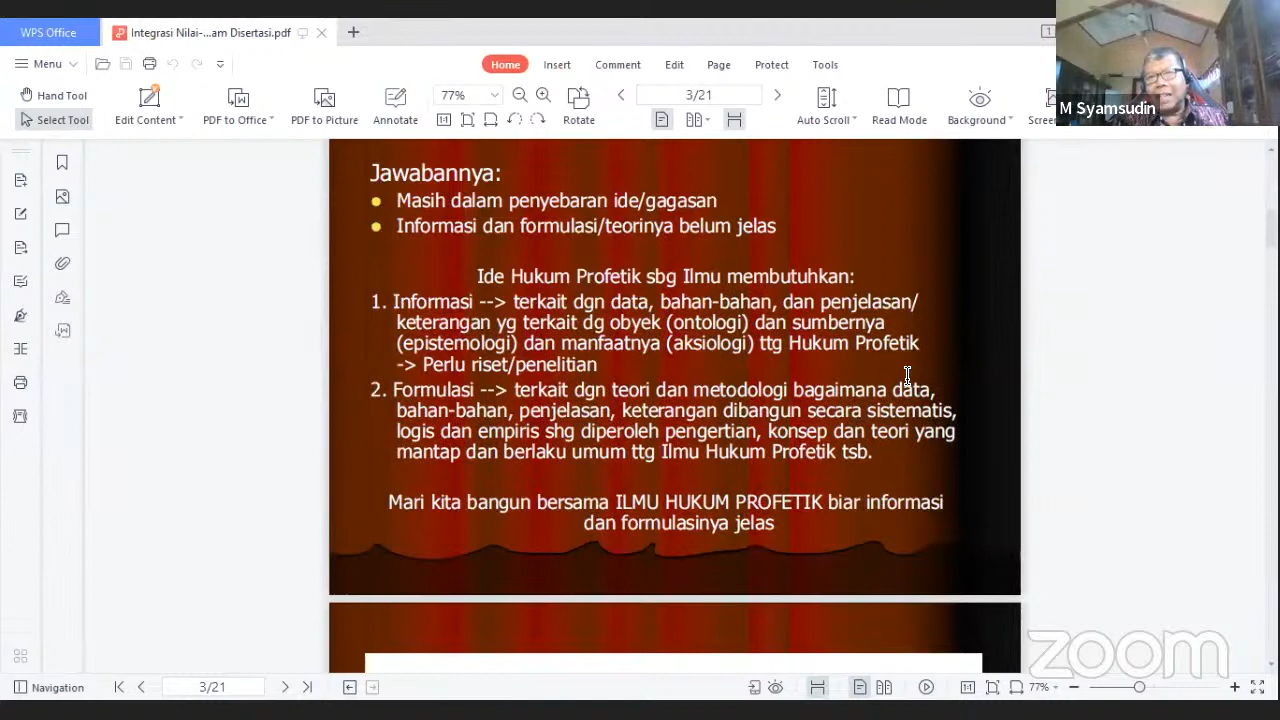 WPS Office
Integrasi Nilai-...am Disertasi.pdf
1
Menu
Home
Insert
Comment
Edit
Page
Protect
Tools
Hand Tool
Select Tool
Edit Content
PDF to Office
PDF to Picture
Annotate
77%
Rotate
3/21
Auto Scroll
Read Mode
Background
Screen
M Syamsudin
Jawabannya:
Masih dalam penyebaran ide/gagasan
Informasi dan formulasi/teorinya belum jelas
Ide Hukum Profetik sbg Ilmu membutuhkan:
1. Informasi --> terkait dgn data, bahan-bahan, dan penjelasan/
keterangan yg terkait dg obyek (ontologi) dan sumbernya
(epistemologi) dan manfaatnya (aksiologi) ttg Hukum Profetik
-> Perlu riset/penelitian
2. Formulasi --> terkait dgn teori dan metodologi bagaimana data,
bahan-bahan, penjelasan, keterangan dibangun secara sistematis,
logis dan empiris shg diperoleh pengertian, konsep dan teori yang
mantap dan berlaku umum ttg Ilmu Hukum Profetik tsb.
Mari kita bangun bersama ILMU HUKUM PROFETIK biar informasi
dan formulasinya jelas
zoom
Navigation
3/21
77%